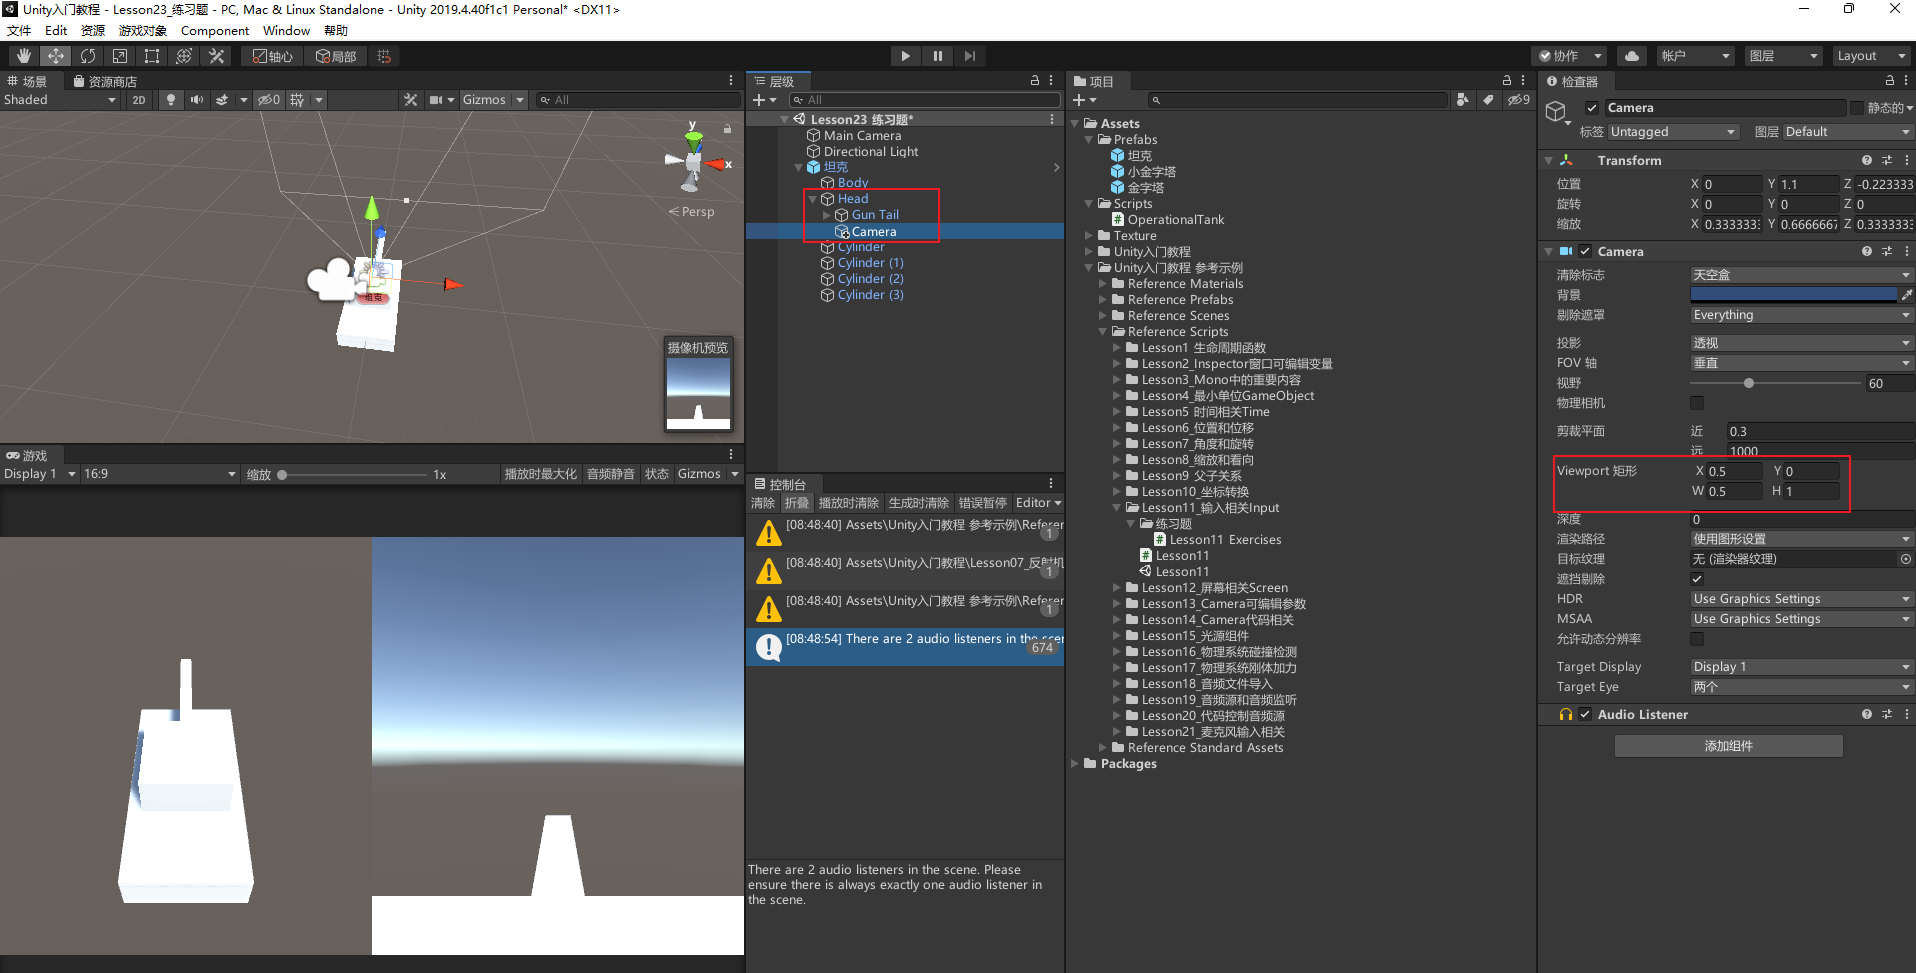 Unity入门教程 - Lesson23_练习题 - PC, Mac & Linux Standalone - Unity 2019.4.40f1c1 Personal* <DX11>
文件 Edit 资源 游戏对象 Component Window 帮助
轴心 局部 协作 帐户 图层 Layout
场景 资源商店
Shaded 2D 0 Gizmos All
y
x
Persp
摄像机预览
坦克
游戏
Display 1 16:9 缩放 1x 播放时最大化 音频静音 状态 Gizmos
层级
All
Lesson23 练习题*
Main Camera
Directional Light
坦克
Body
Head
Gun Tail
Camera
Cylinder
Cylinder (1)
Cylinder (2)
Cylinder (3)
控制台
清除 折叠 播放时清除 生成时清除 错误暂停 Editor
[08:48:40] Assets\Unity入门教程 参考示例\Referer
1
[08:48:40] Assets\Unity入门教程\Lesson07_反射机
1
[08:48:40] Assets\Unity入门教程 参考示例\Referer
1
[08:48:54] There are 2 audio listeners in the scer
674
There are 2 audio listeners in the scene. Please
ensure there is always exactly one audio listener in
the scene.
项目
9
Assets
Prefabs
坦克
小金字塔
金字塔
Scripts
OperationalTank
Texture
Unity入门教程
Unity入门教程 参考示例
Reference Materials
Reference Prefabs
Reference Scenes
Reference Scripts
Lesson1 生命周期函数
Lesson2_Inspector窗口可编辑变量
Lesson3_Mono中的重要内容
Lesson4_最小单位GameObject
Lesson5 时间相关Time
Lesson6_位置和位移
Lesson7_角度和旋转
Lesson8_缩放和看向
Lesson9 父子关系
Lesson10_坐标转换
Lesson11_输入相关Input
练习题
Lesson11 Exercises
Lesson11
Lesson11
Lesson12_屏幕相关Screen
Lesson13_Camera可编辑参数
Lesson14_Camera代码相关
Lesson15_光源组件
Lesson16_物理系统碰撞检测
Lesson17_物理系统刚体加力
Lesson18_音频文件导入
Lesson19_音频源和音频监听
Lesson20_代码控制音频源
Lesson21_麦克风输入相关
Reference Standard Assets
Packages
检查器
Camera 静态的
标签 Untagged 图层 Default
Transform
位置 X 0 Y 1.1 Z -0.223333
旋转 X 0 Y 0 Z 0
缩放 X 0.3333333 Y 0.6666667 Z 0.333333
Camera
清除标志 天空盒
背景
剔除遮罩 Everything
投影 透视
FOV 轴 垂直
视野 60
物理相机
剪裁平面 近 0.3
远 1000
Viewport 矩形 X 0.5 Y 0
W 0.5 H 1
深度 0
渲染路径 使用图形设置
目标纹理 无 (渲染器纹理)
遮挡剔除
HDR Use Graphics Settings
MSAA Use Graphics Settings
允许动态分辨率
Target Display Display 1
Target Eye 两个
Audio Listener
添加组件